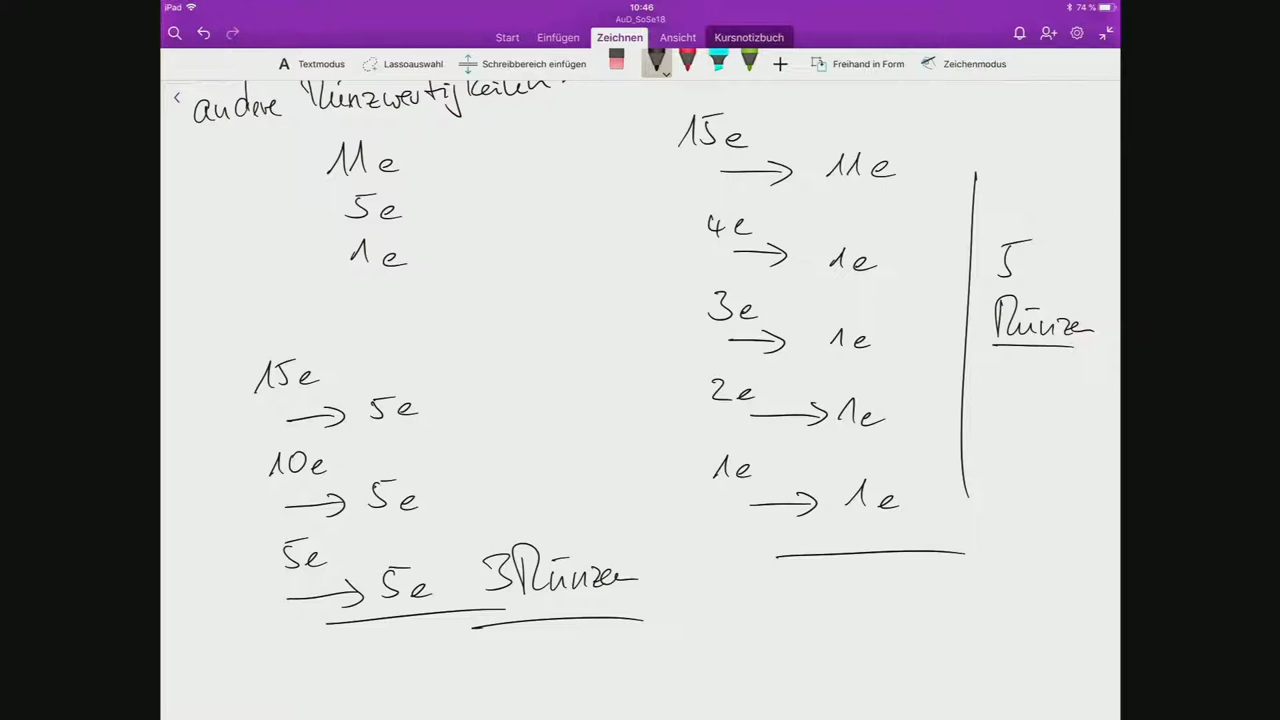 iPad 10:46 74 %
AuD_SoSe18
Start Einfügen Zeichnen Ansicht Kursnotizbuch
A Textmodus Lassoauswahl Schreibbereich einfügen Freihand in Form Zeichenmodus
andere Münzwertigkeiten:
11e
5e
1e
15e
→ 5e
10e
→ 5e
5e
→ 5e 3 Münzen
15e
→ 11e
4e
→ 1e
3e
→ 1e
2e
→ 1e
1e
→ 1e
5
Münzen